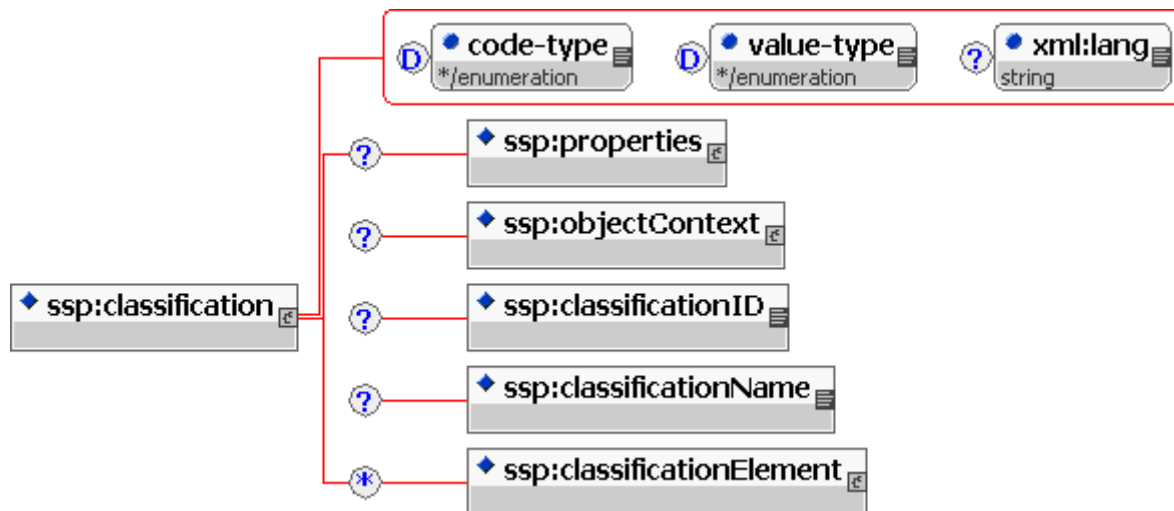 D code-type D value-type ? xml:lang
*/enumeration */enumeration string
? ssp:properties
? ssp:objectContext
ssp:classification
? ssp:classificationID
? ssp:classificationName
* ssp:classificationElement